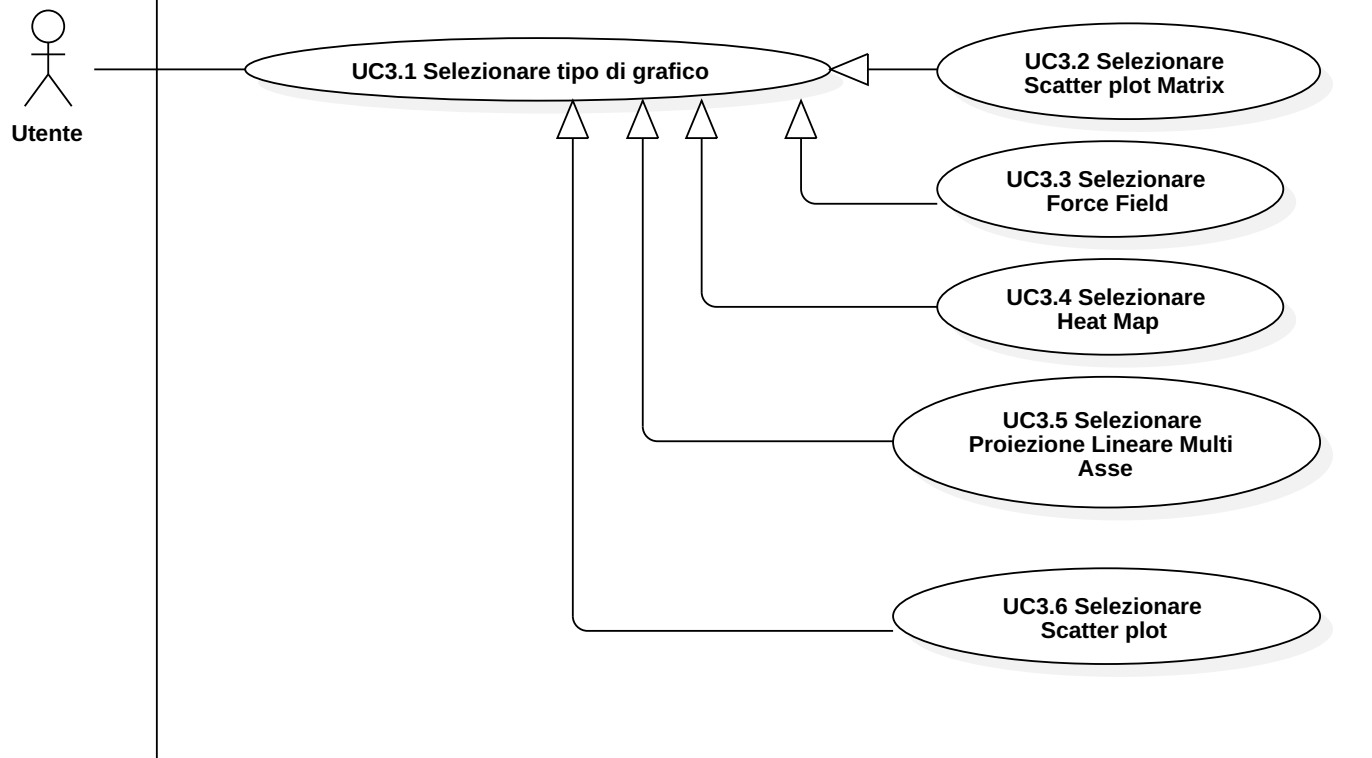 UC3.1 Selezionare tipo di grafico
UC3.2 Selezionare
Scatter plot Matrix
Utente
UC3.3 Selezionare
Force Field
UC3.4 Selezionare
Heat Map
UC3.5 Selezionare
Proiezione Lineare Multi
Asse
UC3.6 Selezionare
Scatter plot